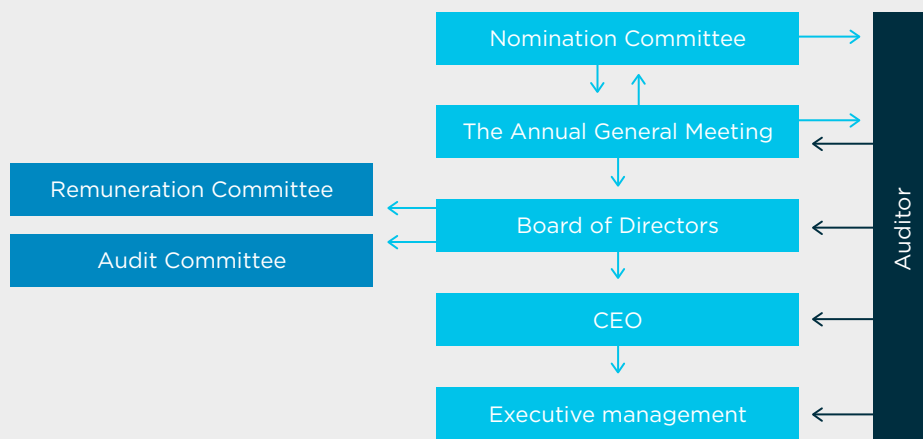 Nomination Committee
The Annual General Meeting
Remuneration Committee
Board of Directors
Audit Committee
CEO
Executive management
Auditor